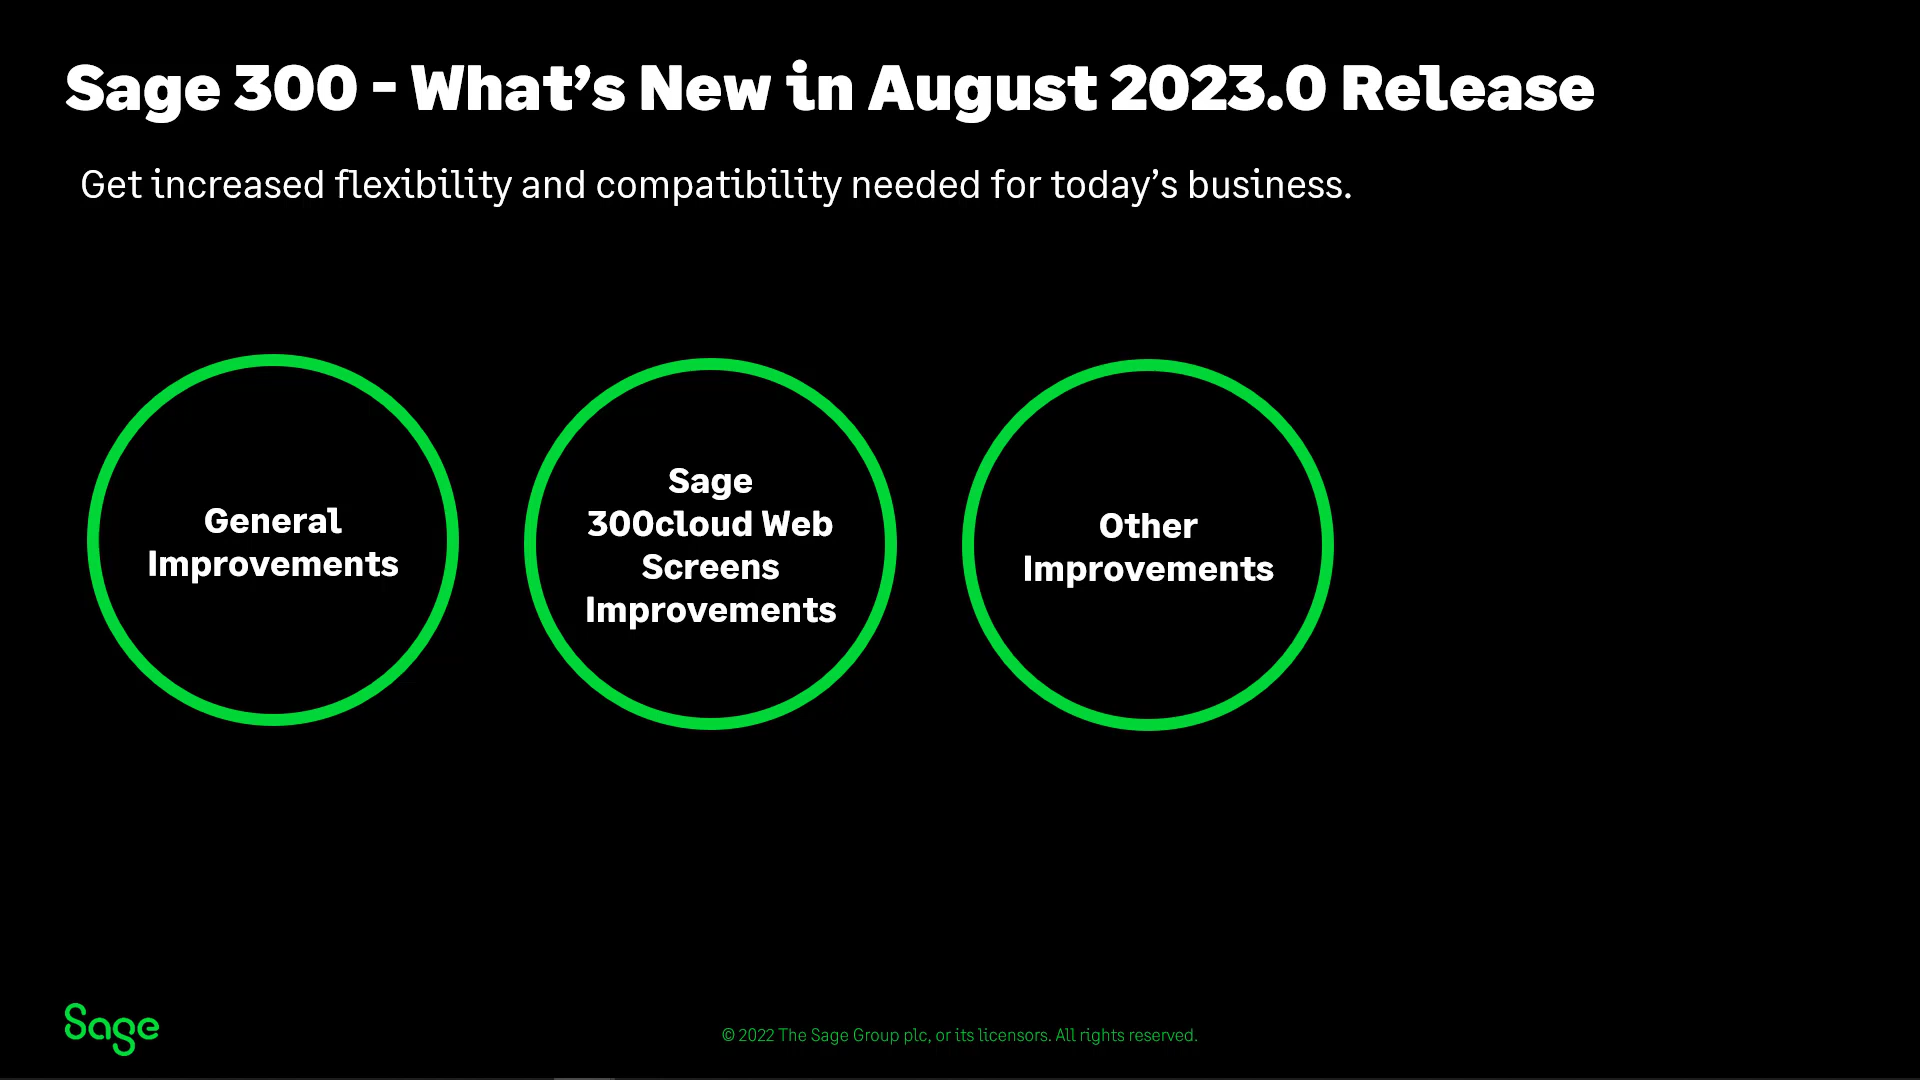 Sage 300 - What’s New in August 2023.0 Release
Get increased flexibility and compatibility needed for today’s business.
General
Improvements
Sage
300cloud Web
Screens
Improvements
Other
Improvements
Sage
© 2022 The Sage Group plc, or its licensors. All rights reserved.